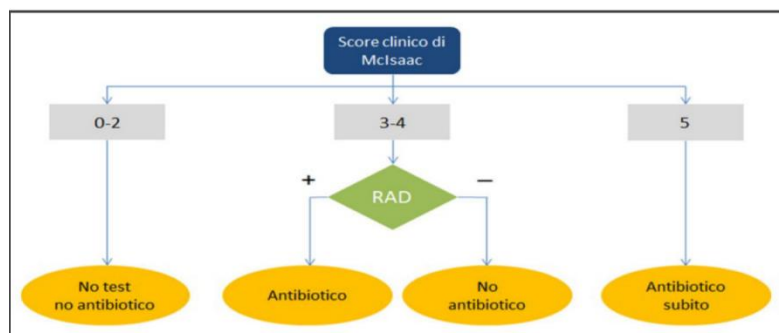 Score clinico di
McIsaac
0-2
3-4
5
+
RAD
–
No test
no antibiotico
Antibiotico
No
antibiotico
Antibiotico
subito